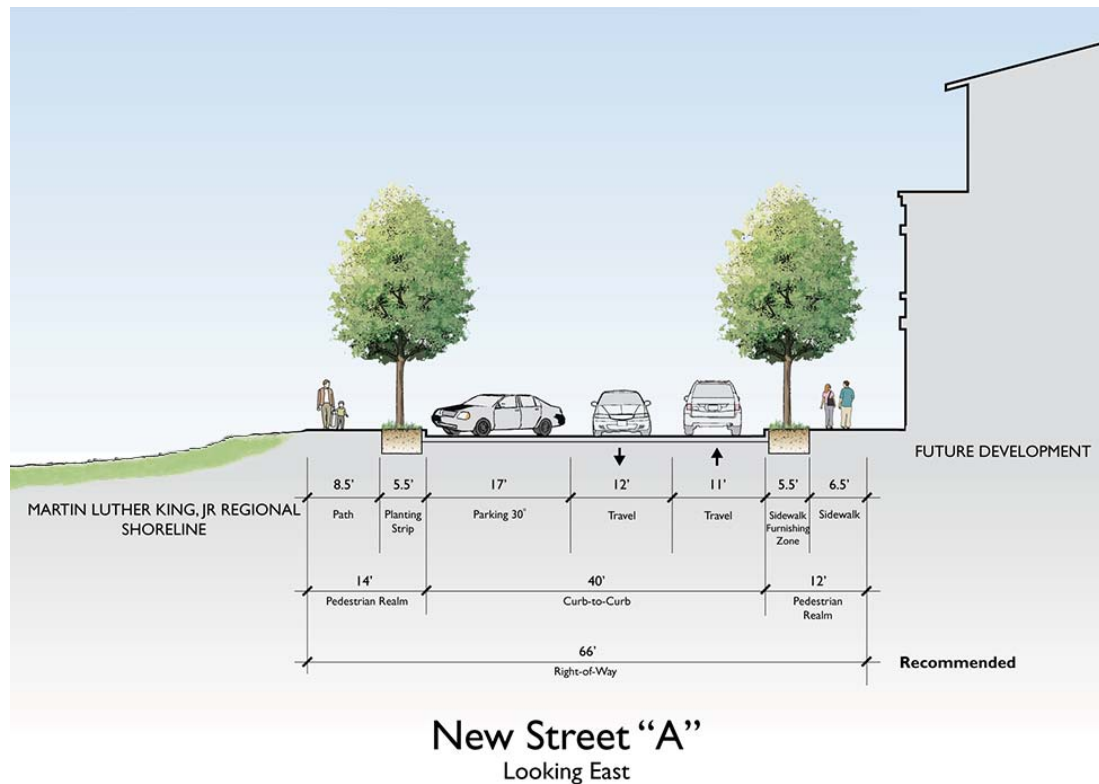 FUTURE DEVELOPMENT
MARTIN LUTHER KING, JR REGIONAL
SHORELINE
8.5' 5.5' 17' 12' 11' 5.5' 6.5'
Path
Planting
Strip
Parking 30°
Travel
Travel
Sidewalk
Furnishing
Zone
Sidewalk
14' 40' 12'
Pedestrian Realm
Curb-to-Curb
Pedestrian
Realm
66'
Right-of-Way
Recommended
New Street “A”
Looking East